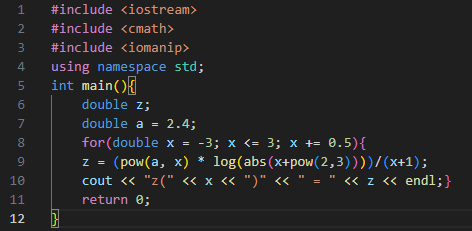 1 #include <iostream>
2 #include <cmath>
3 #include <iomanip>
4 using namespace std;
5 int main(){
6     double z;
7     double a = 2.4;
8     for(double x = -3; x <= 3; x += 0.5){
9     z = (pow(a, x) * log(abs(x+pow(2,3))))/(x+1);
10     cout << "z(" << x << ")" << " = " << z << endl;}
11     return 0;
12 }